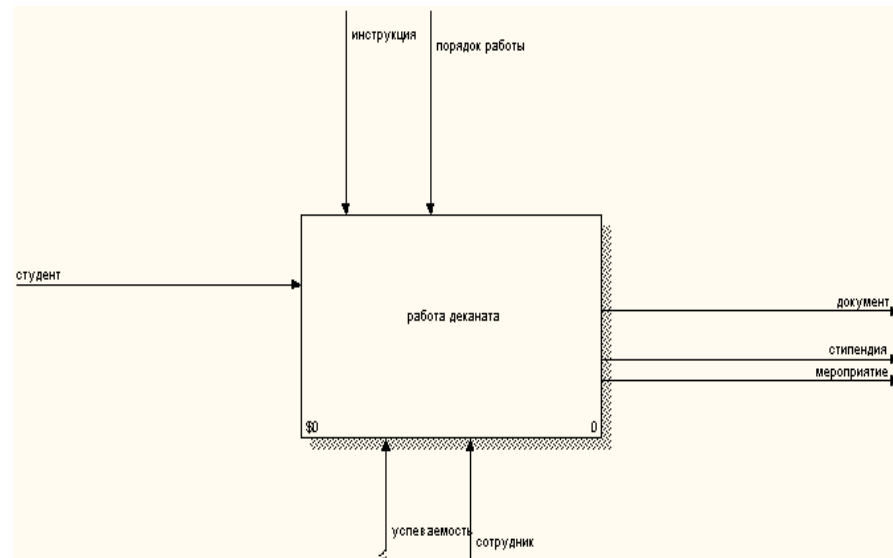 инструкция
порядок работы
студент
работа деканата
документ
стипендия
мероприятие
$0
0
успеваемость
сотрудник